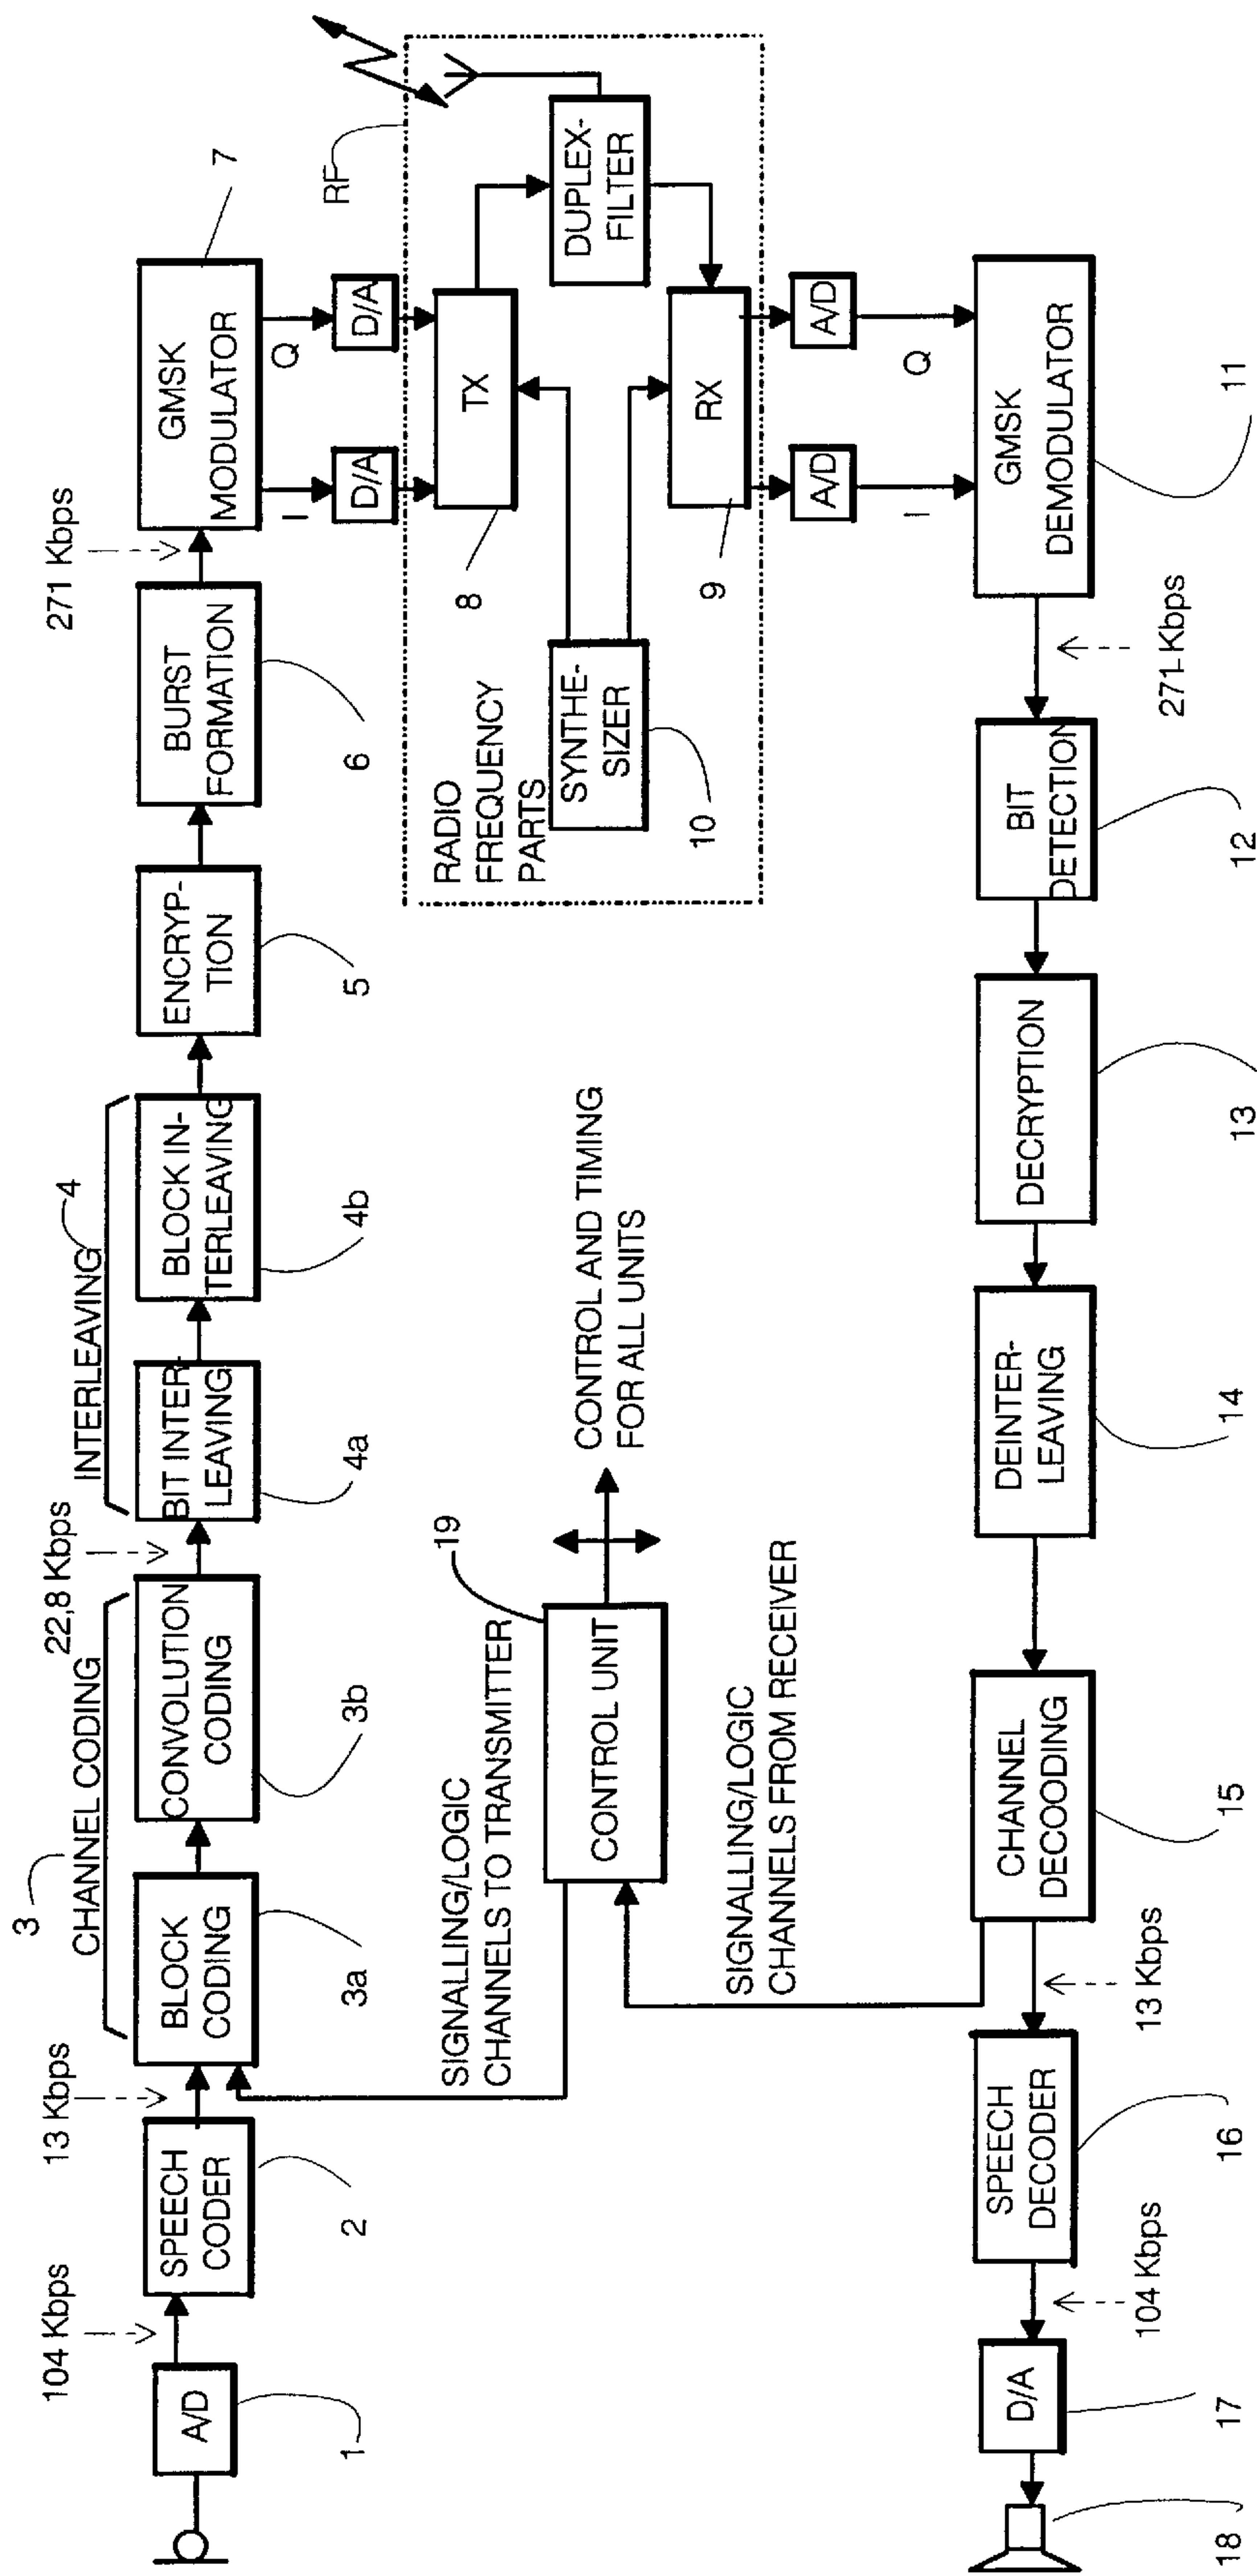 104 Kbps
13 Kbps
3
CHANNEL CODING
22,8 Kbps
INTERLEAVING
4
271 Kbps
A/D
1
SPEECH
CODER
2
BLOCK
CODING
3a
CONVOLUTION
CODING
3b
BIT INTER-
LEAVING
4a
BLOCK IN-
TERLEAVING
4b
ENCRYP-
TION
5
BURST
FORMATION
6
GMSK
MODULATOR
7
I
Q
D/A
D/A
RF
RADIO
FREQUENCY
PARTS
TX
8
DUPLEX-
FILTER
SYNTHE-
SIZER
10
RX
9
A/D
A/D
I
Q
SIGNALLING/LOGIC
CHANNELS TO TRANSMITTER
19
CONTROL UNIT
CONTROL AND TIMING
FOR ALL UNITS
SIGNALLING/LOGIC
CHANNELS FROM RECEIVER
18
D/A
17
104 Kbps
SPEECH
DECODER
16
13 Kbps
CHANNEL
DECOODING
15
DEINTER-
LEAVING
14
DECRYPTION
13
BIT
DETECTION
12
271 Kbps
GMSK
DEMODULATOR
11